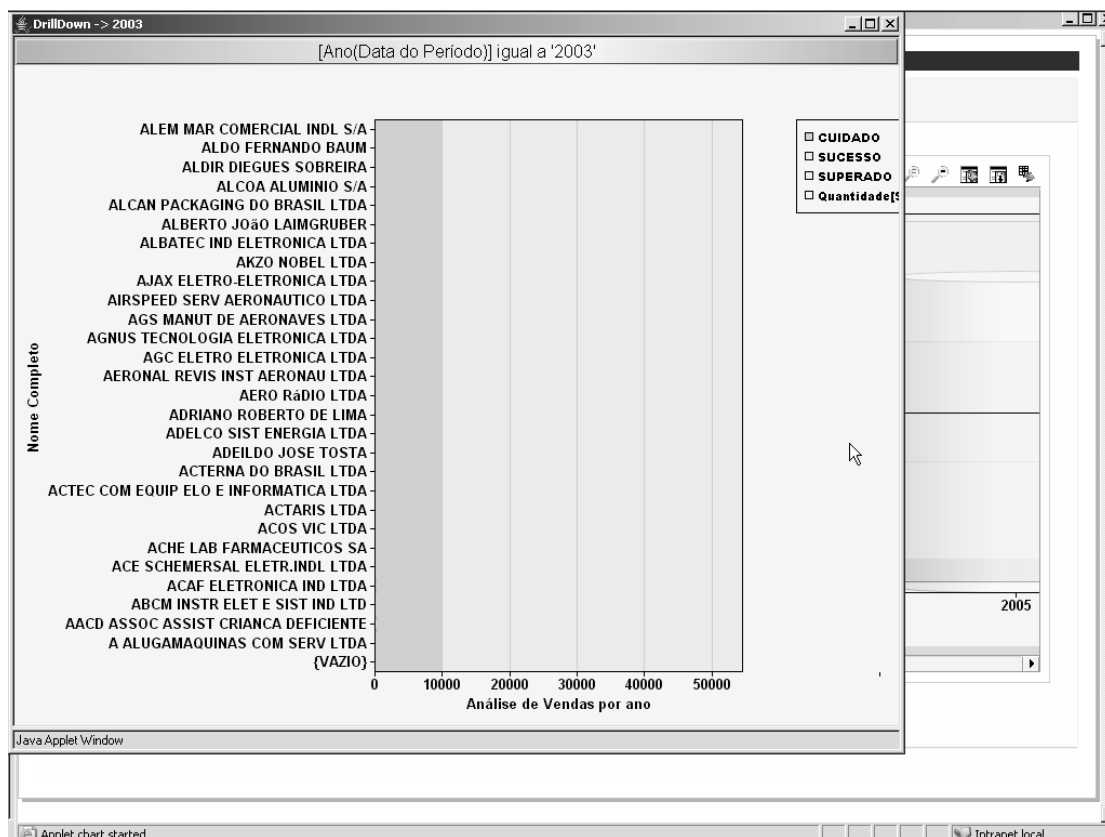 DrillDown -> 2003
[Ano(Data do Período)] igual a '2003'
ALEM MAR COMERCIAL INDL S/A
ALDO FERNANDO BAUM
ALDIR DIEGUES SOBREIRA
ALCOA ALUMINIO S/A
ALCAN PACKAGING DO BRASIL LTDA
ALBERTO JOãO LAIMGRUBER
ALBATEC IND ELETRONICA LTDA
AKZO NOBEL LTDA
AJAX ELETRO-ELETRONICA LTDA
AIRSPEED SERV AERONAUTICO LTDA
AGS MANUT DE AERONAVES LTDA
AGNUS TECNOLOGIA ELETRONICA LTDA
AGC ELETRO ELETRONICA LTDA
AERONAL REVIS INST AERONAU LTDA
AERO RáDIO LTDA
ADRIANO ROBERTO DE LIMA
ADELCO SIST ENERGIA LTDA
ADEILDO JOSE TOSTA
ACTERNA DO BRASIL LTDA
ACTEC COM EQUIP ELO E INFORMATICA LTDA
ACTARIS LTDA
ACOS VIC LTDA
ACHE LAB FARMACEUTICOS SA
ACE SCHEMERSAL ELETR.INDL LTDA
ACAF ELETRONICA IND LTDA
ABCM INSTR ELET E SIST IND LTD
AACD ASSOC ASSIST CRIANCA DEFICIENTE
A ALUGAMAQUINAS COM SERV LTDA
{VAZIO}
Nome Completo
0 10000 20000 30000 40000 50000
Análise de Vendas por ano
CUIDADO
SUCESSO
SUPERADO
Quantidade[S
2005
Java Applet Window
Applet chart started
Intranet local